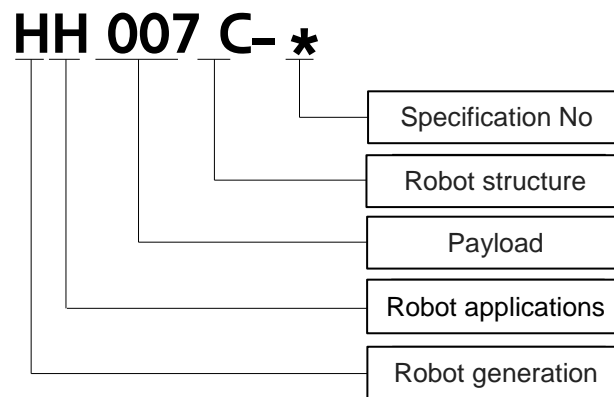 HH 007 C- *
Specification No
Robot structure
Payload
Robot applications
Robot generation